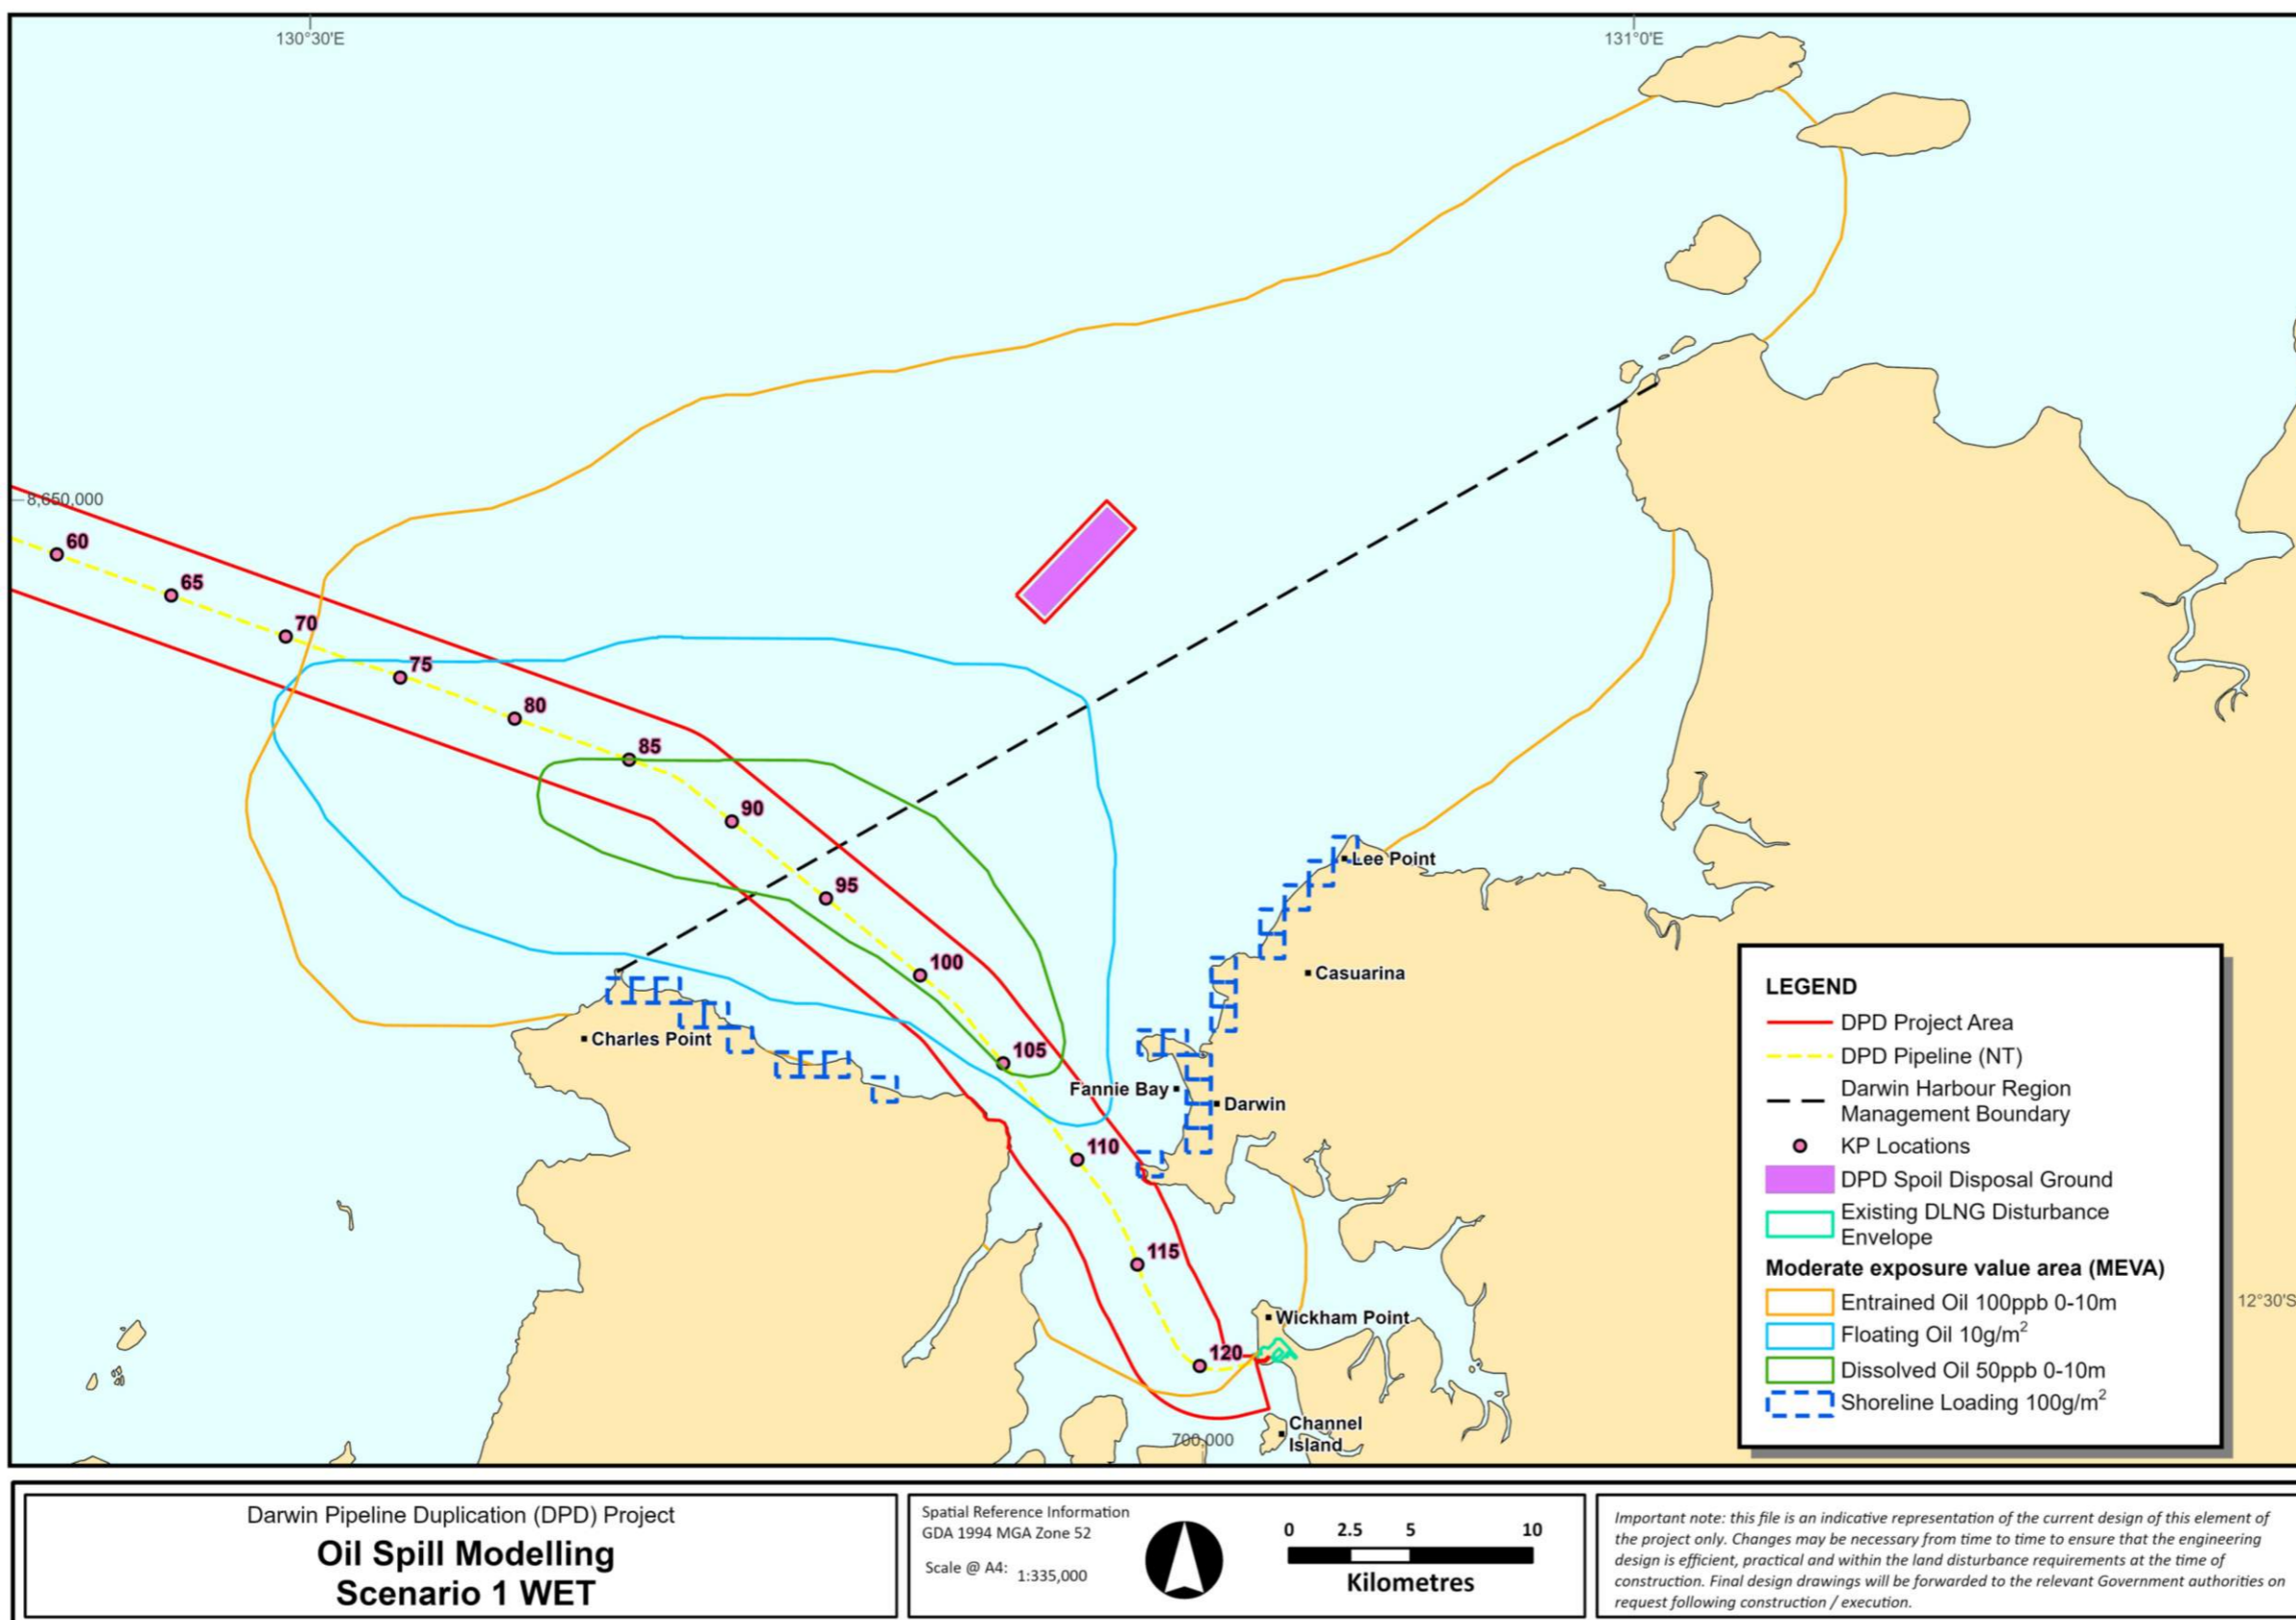 130°30'E
131°0'E
8,650,000
60
65
70
75
80
85
90
95
100
105
110
115
120
Lee Point
Casuarina
Charles Point
Fannie Bay
Darwin
Wickham Point
Channel
Island
700,000
12°30'S
LEGEND
DPD Project Area
DPD Pipeline (NT)
Darwin Harbour Region
Management Boundary
KP Locations
DPD Spoil Disposal Ground
Existing DLNG Disturbance
Envelope
Moderate exposure value area (MEVA)
Entrained Oil 100ppb 0-10m
Floating Oil 10g/m²
Dissolved Oil 50ppb 0-10m
Shoreline Loading 100g/m²
Darwin Pipeline Duplication (DPD) Project
Oil Spill Modelling
Scenario 1 WET
Spatial Reference Information
GDA 1994 MGA Zone 52
Scale @ A4: 1:335,000
0 2.5 5 10
Kilometres
Important note: this file is an indicative representation of the current design of this element of
the project only. Changes may be necessary from time to time to ensure that the engineering
design is efficient, practical and within the land disturbance requirements at the time of
construction. Final design drawings will be forwarded to the relevant Government authorities on
request following construction / execution.